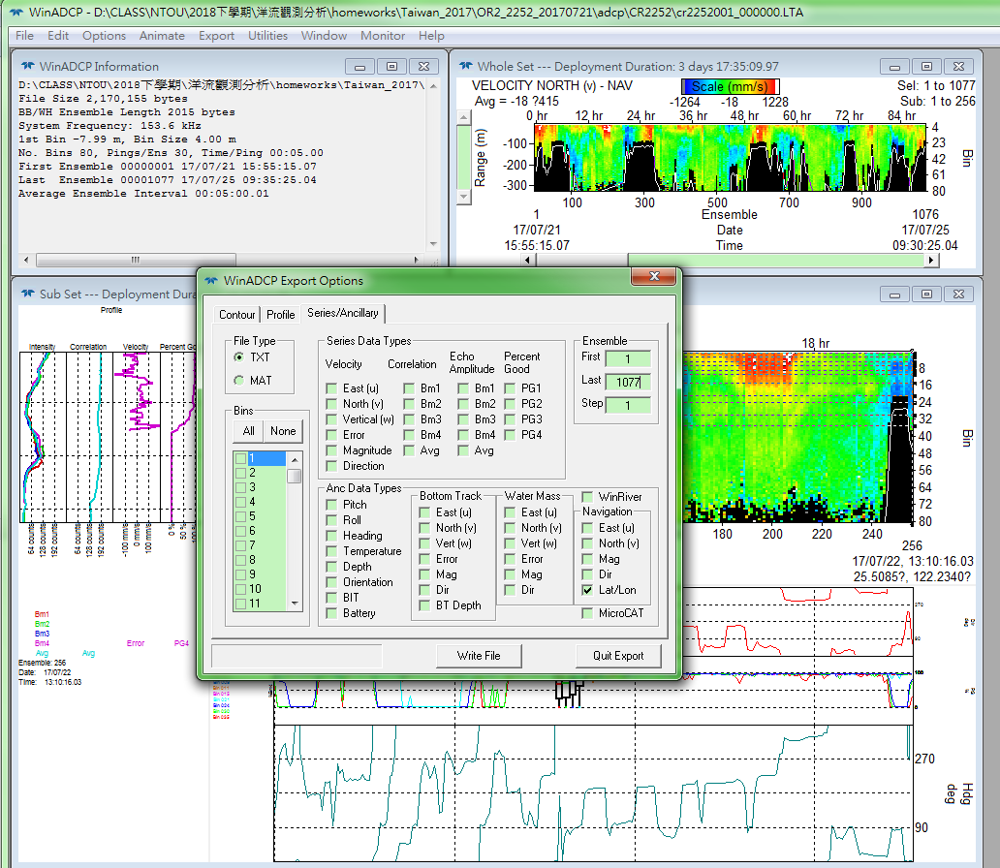 WinADCP - D:\CLASS\NTOU\2018下學期\洋流觀測分析\homeworks\Taiwan_2017\OR2_2252_20170721\adcp\CR2252\cr2252001_000000.LTA
File Edit Options Animate Export Utilities Window Monitor Help
WinADCP Information
D:\CLASS\NTOU\2018下學期\洋流觀測分析\homeworks\Taiwan_2017\
File Size 2,170,155 bytes
BB/WH Ensemble Length 2015 bytes
System Frequency: 153.6 kHz
1st Bin -7.99 m, Bin Size 4.00 m
No. Bins 80, Pings/Ens 30, Time/Ping 00:05.00
First Ensemble 00000001 17/07/21 15:55:15.07
Last Ensemble 00001077 17/07/25 09:35:25.04
Average Ensemble Interval 00:05:00.01
Whole Set --- Deployment Duration: 3 days 17:35:09.97
VELOCITY NORTH (v) - NAV
Scale (mm/s)
Sel: 1 to 1077
Avg = -18 ?415
-1264 -18 1228
Sub: 1 to 256
0 hr 12 hr 24 hr 36 hr 48 hr 60 hr 72 hr 84 hr
Range (m)
-100
-200
-300
4
23
42
61
80
Bin
100 300 500 700 900
1 Ensemble 1076
17/07/21 Date 17/07/25
15:55:15.07 Time 09:30:25.04
Sub Set --- Deployment Dura
Profile
Intensity Correlation Velocity Percent Go
64 counts
128 counts
192 counts
64 counts
128 counts
192 counts
-100 mm/s
0 mm/s
100 mm/s
0 %
50 %
100
Bm1
Bm2
Bm3
Bm4 Error PG4
Avg Avg
Ensemble: 256
Date: 17/07/22
Time: 13:10:16.03
WinADCP Export Options
Contour Profile Series/Ancillary
File Type
TXT
MAT
Bins
All None
1
2
3
4
5
6
7
8
9
10
11
Series Data Types
Velocity Correlation Echo Amplitude Percent Good
East (u) Bm1 Bm1 PG1
North (v) Bm2 Bm2 PG2
Vertical (w) Bm3 Bm3 PG3
Error Bm4 Bm4 PG4
Magnitude Avg Avg
Direction
Ensemble
First 1
Last 1077
Step 1
Anc Data Types
Pitch
Roll
Heading
Temperature
Depth
Orientation
BIT
Battery
Bottom Track
East (u)
North (v)
Vert (w)
Error
Mag
Dir
BT Depth
Water Mass
East (u)
North (v)
Vert (w)
Error
Mag
Dir
WinRiver
Navigation
East (u)
North (v)
Mag
Dir
Lat/Lon
MicroCAT
Write File Quit Export
18 hr
8
16
24
32
40
48
56
64
72
80
Bin
180 200 220 240
256
17/07/22, 13:10:16.03
25.5085?, 122.2340?
270
90
100
0
270
90
Hdg
deg